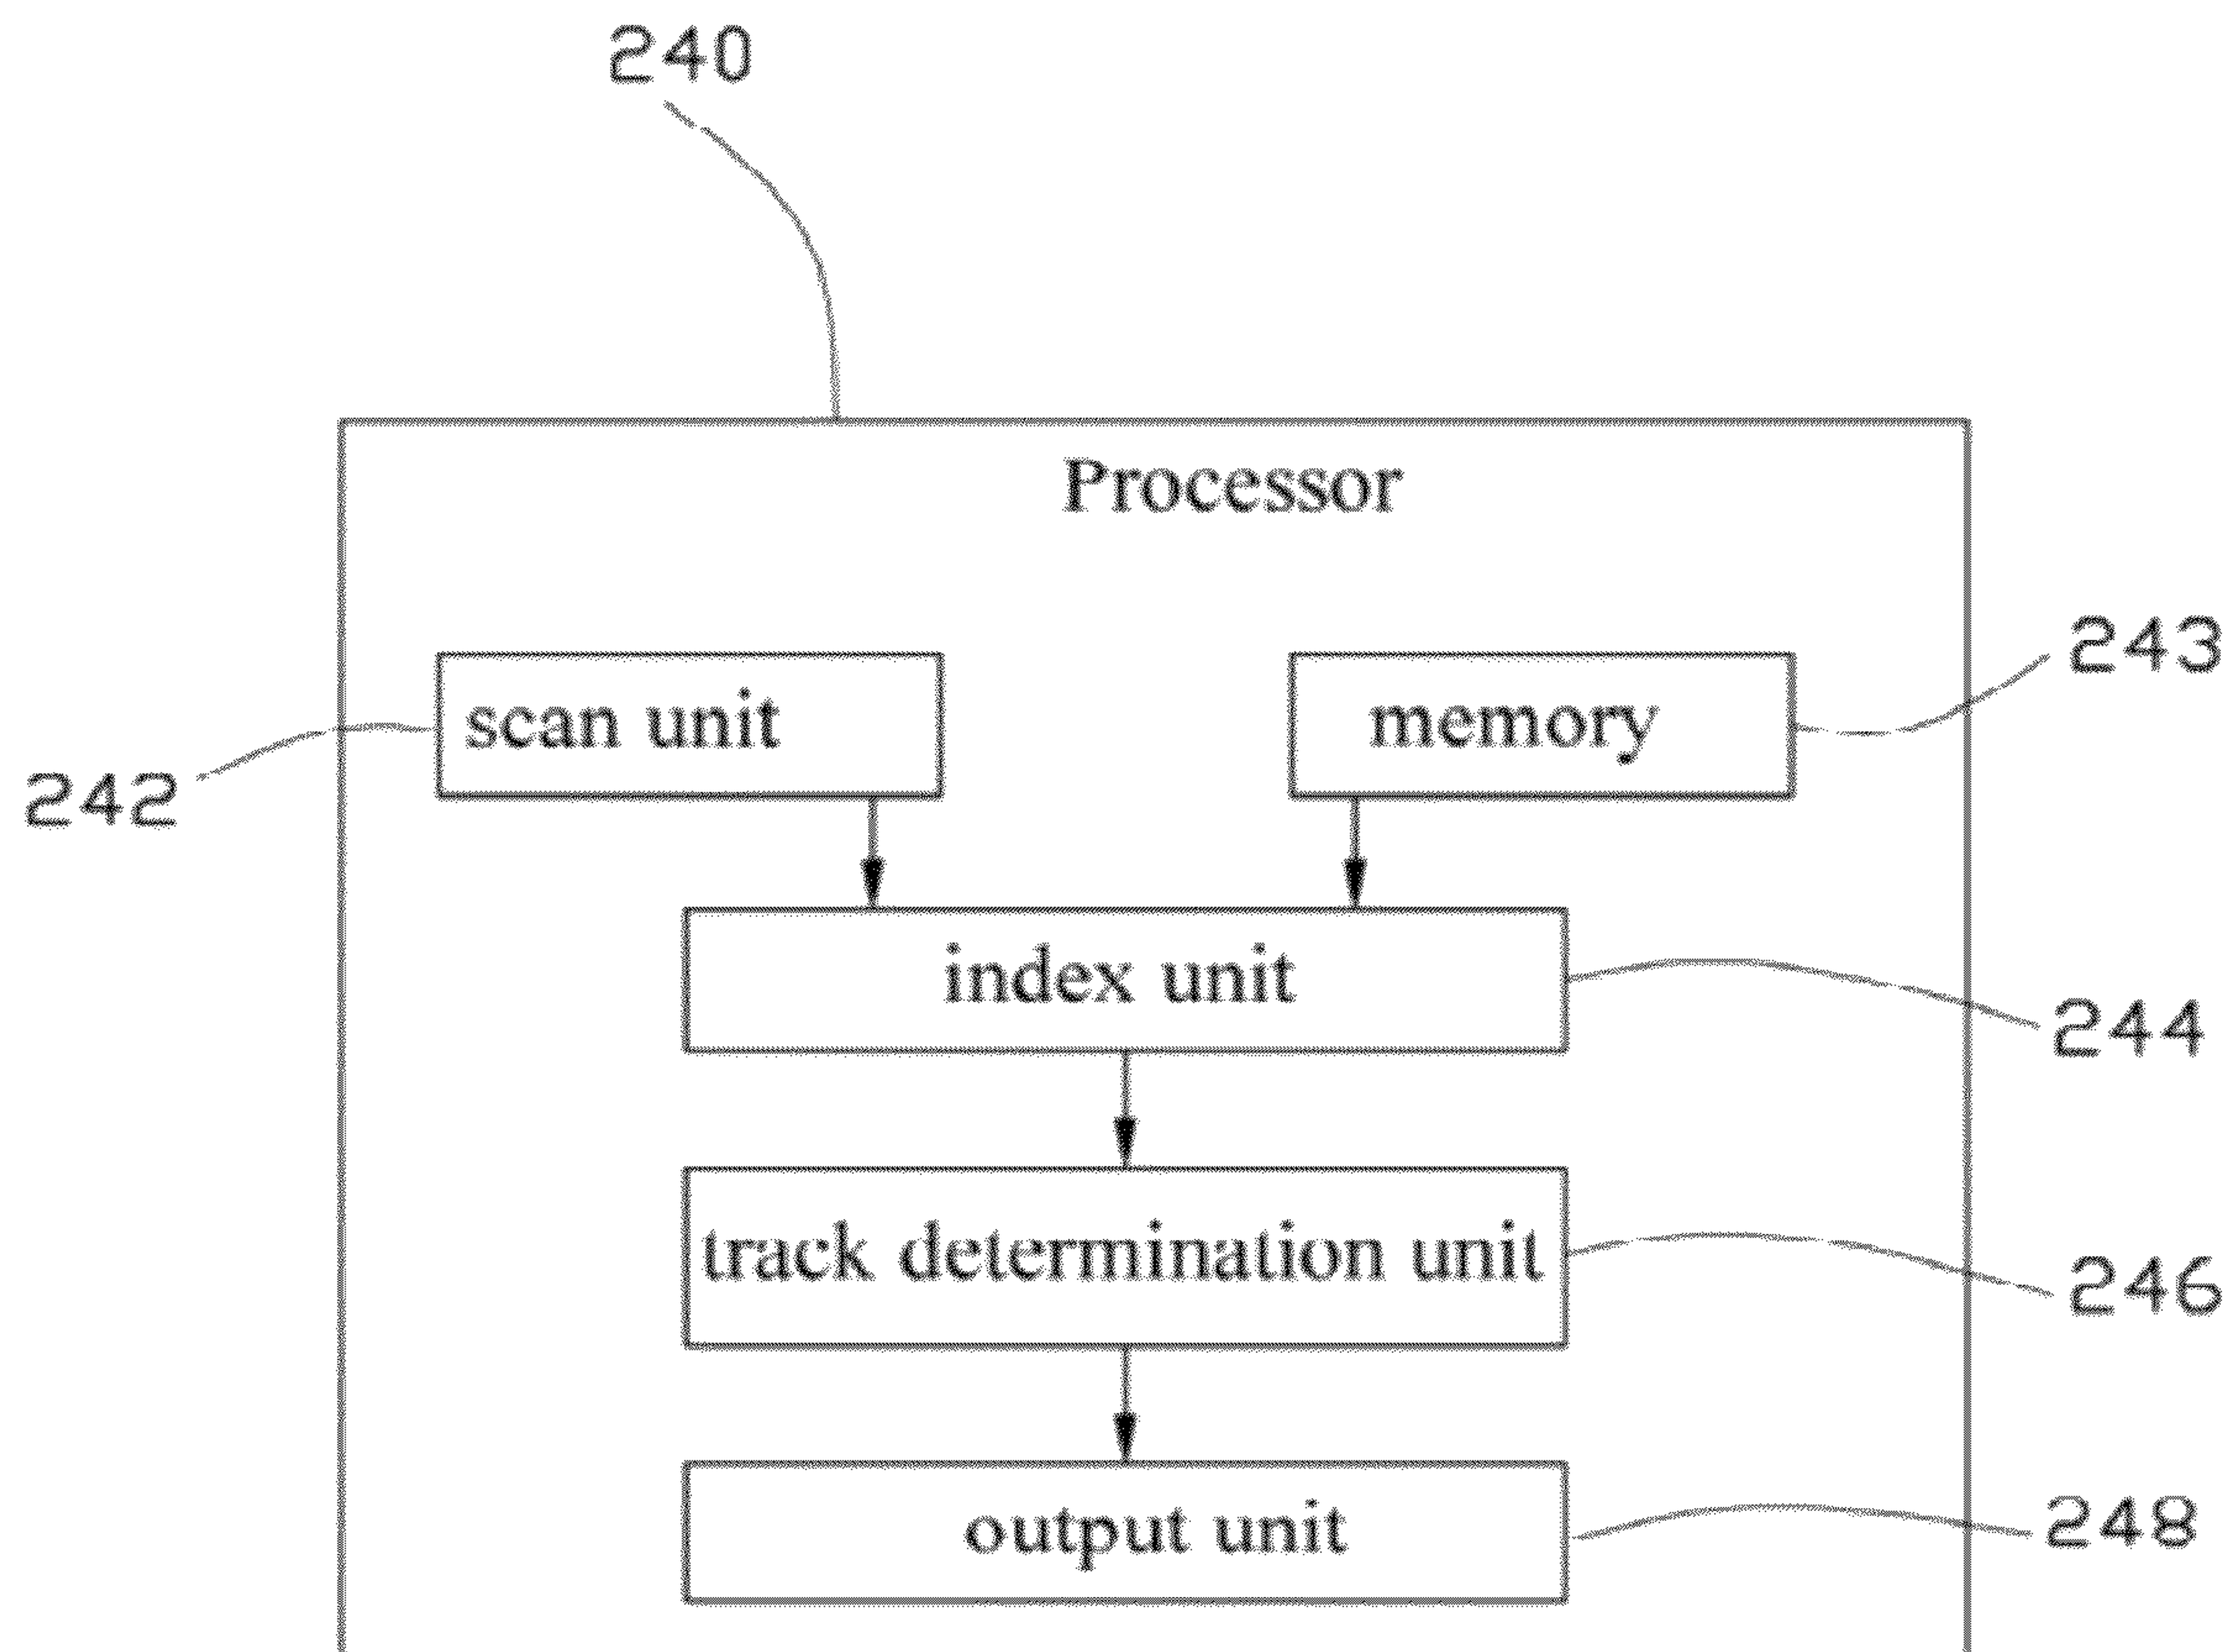 240
Processor
243
scan unit
memory
242
index unit
244
track determination unit
246
output unit
248